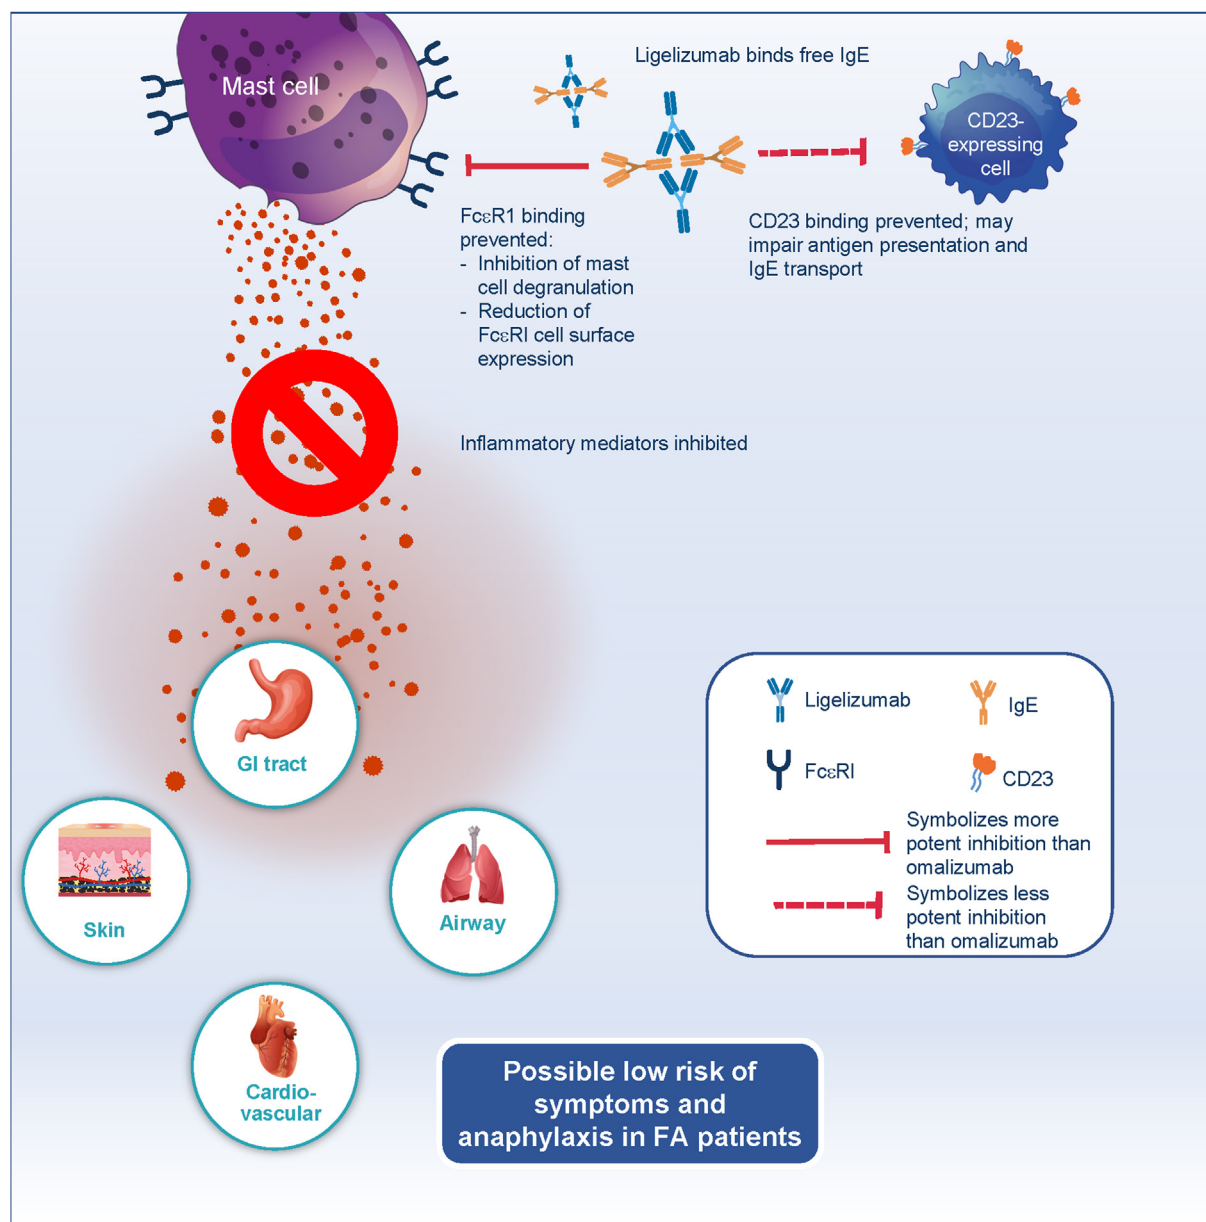 Mast cell
Ligelizumab binds free IgE
CD23-
expressing
cell
FcεR1 binding
prevented:
- Inhibition of mast
cell degranulation
- Reduction of
FcεRI cell surface
expression
CD23 binding prevented; may
impair antigen presentation and
IgE transport
Inflammatory mediators inhibited
GI tract
Skin
Airway
Cardio-
vascular
Ligelizumab
IgE
FcεRI
CD23
Symbolizes more
potent inhibition than
omalizumab
Symbolizes less
potent inhibition
than omalizumab
Possible low risk of
symptoms and
anaphylaxis in FA patients